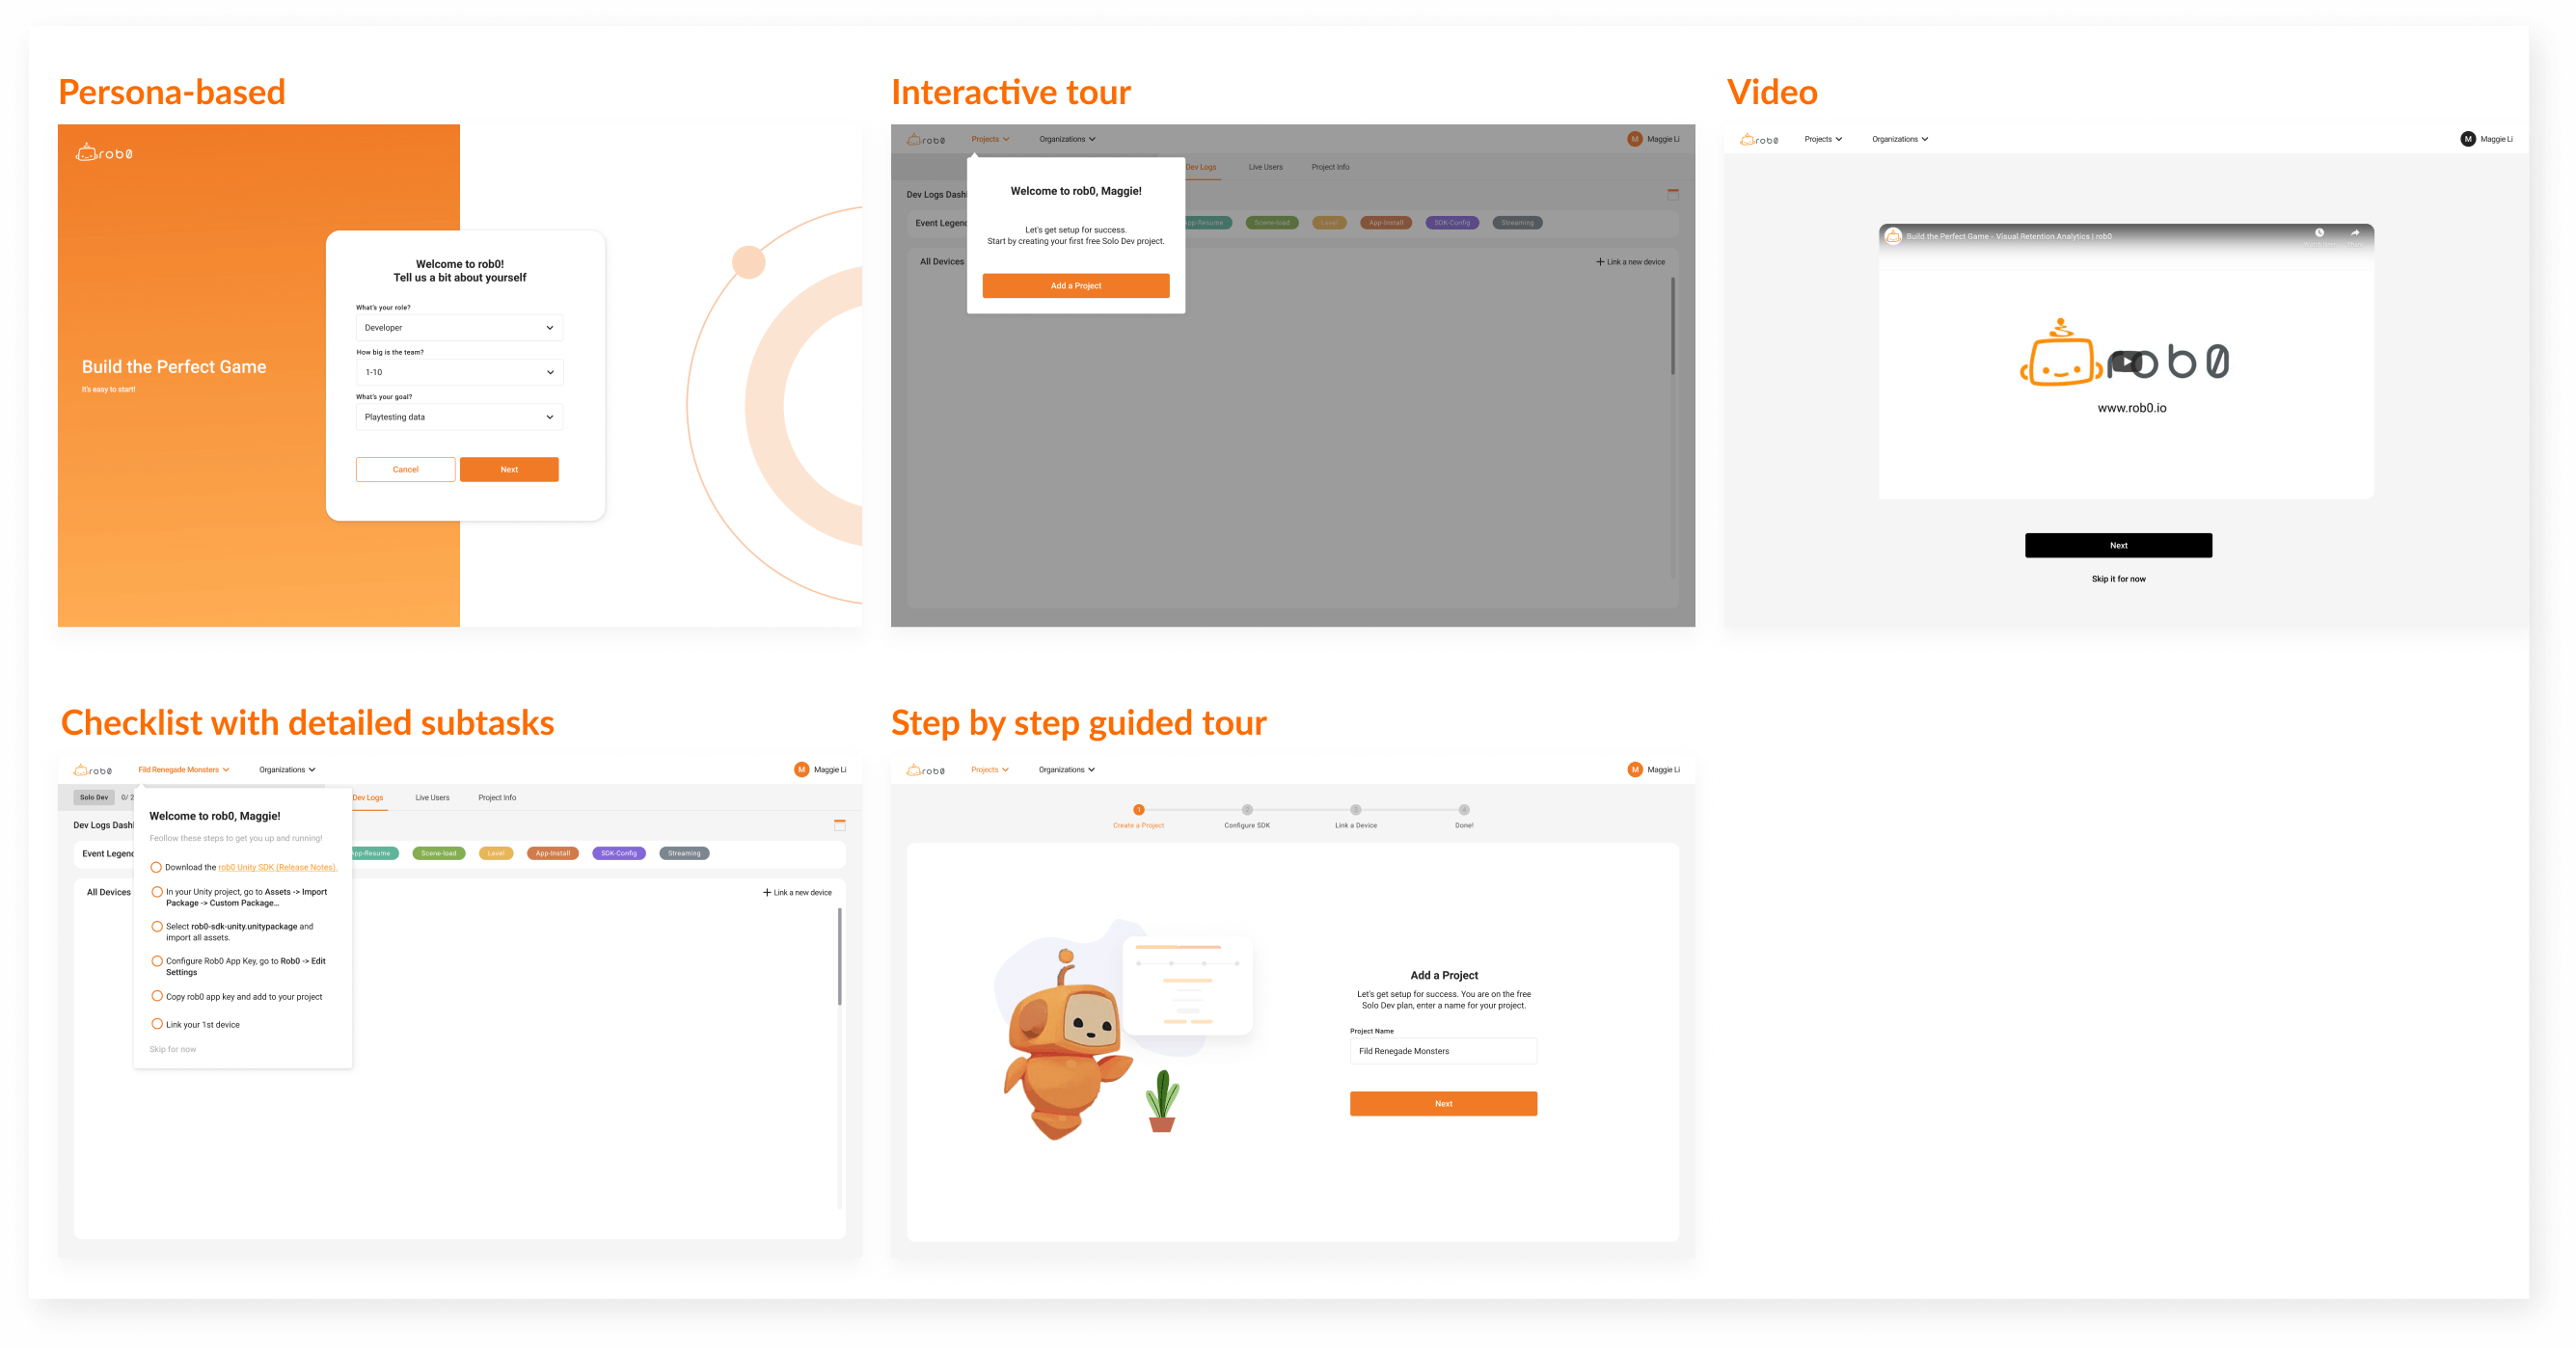 Persona-based
rob0
Build the Perfect Game
It's easy to start!
Welcome to rob0!
Tell us a bit about yourself
What's your role?
Developer
How big is the team?
1-10
What's your goal?
Playtesting data
Cancel
Next
Interactive tour
rob0
Projects
Organizations
M
Maggie Li
Dev Logs
Live Users
Project Info
Dev Logs Dash
Event Legend
App-Resume
Scene-load
Level
App-Install
SDK-Config
Streaming
All Devices
Link a new device
Welcome to rob0, Maggie!
Let's get setup for success.
Start by creating your first free Solo Dev project.
Add a Project
Video
rob0
Projects
Organizations
M
Maggie Li
Build the Perfect Game - Visual Retention Analytics | rob0
rob0
www.rob0.io
Next
Skip it for now
Checklist with detailed subtasks
rob0
Fild Renegade Monsters
Organizations
M
Maggie Li
Solo Dev
0/ 2
Dev Logs
Live Users
Project Info
Dev Logs Dash
Event Legend
App-Resume
Scene-load
Level
App-Install
SDK-Config
Streaming
All Devices
Link a new device
Welcome to rob0, Maggie!
Feollow these steps to get you up and running!
Download the rob0 Unity SDK (Release Notes).
In your Unity project, go to Assets -> Import
Package -> Custom Package...
Select rob0-sdk-unity.unitypackage and
import all assets.
Configure Rob0 App Key, go to Rob0 -> Edit
Settings
Copy rob0 app key and add to your project
Link your 1st device
Skip for now
Step by step guided tour
rob0
Projects
Organizations
M
Maggie Li
1
2
3
4
Create a Project
Configure SDK
Link a Device
Done!
Add a Project
Let's get setup for success. You are on the free
Solo Dev plan, enter a name for your project.
Project Name
Fild Renegade Monsters
Next